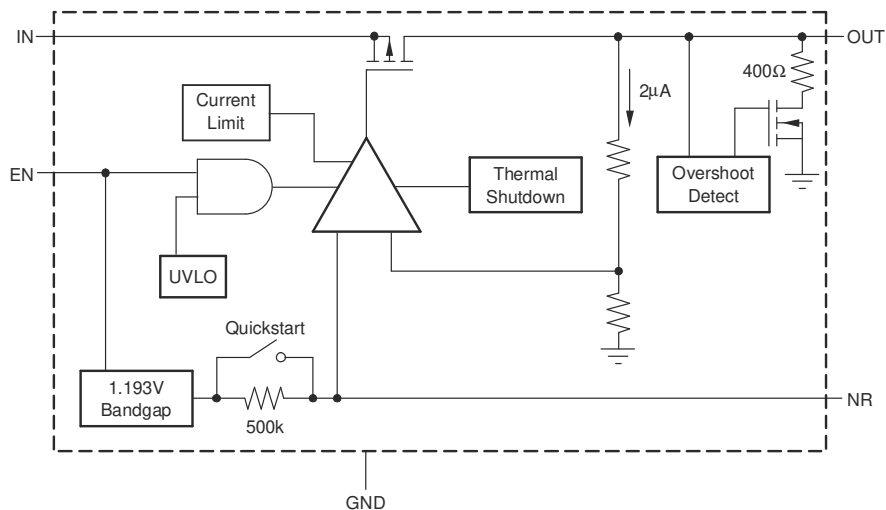 IN
OUT
400Ω
2μA
Current
Limit
EN
Thermal
Shutdown
Overshoot
Detect
UVLO
Quickstart
1.193V
Bandgap
500k
NR
GND